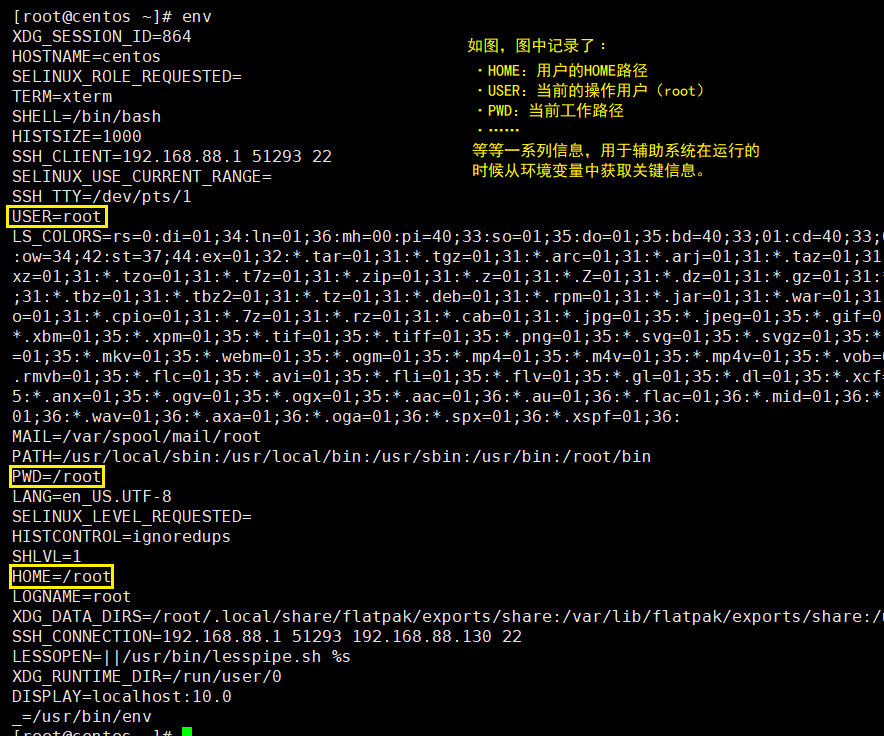 [root@centos ~]# env
XDG_SESSION_ID=864
HOSTNAME=centos
SELINUX_ROLE_REQUESTED=
TERM=xterm
SHELL=/bin/bash
HISTSIZE=1000
SSH_CLIENT=192.168.88.1 51293 22
SELINUX_USE_CURRENT_RANGE=
SSH_TTY=/dev/pts/1
USER=root
如图，图中记录了：
·HOME：用户的HOME路径
·USER：当前的操作用户（root）
·PWD：当前工作路径
·……
等等一系列信息，用于辅助系统在运行的
时候从环境变量中获取关键信息。
LS_COLORS=rs=0:di=01;34:ln=01;36:mh=00:pi=40;33:so=01;35:do=01;35:bd=40;33;01:cd=40;33;
:ow=34;42:st=37;44:ex=01;32:*.tar=01;31:*.tgz=01;31:*.arc=01;31:*.arj=01;31:*.taz=01;31
xz=01;31:*.tzo=01;31:*.t7z=01;31:*.zip=01;31:*.z=01;31:*.Z=01;31:*.dz=01;31:*.gz=01;31:
;31:*.tbz=01;31:*.tbz2=01;31:*.tz=01;31:*.deb=01;31:*.rpm=01;31:*.jar=01;31:*.war=01;31
o=01;31:*.cpio=01;31:*.7z=01;31:*.rz=01;31:*.cab=01;31:*.jpg=01;35:*.jpeg=01;35:*.gif=0
*.xbm=01;35:*.xpm=01;35:*.tif=01;35:*.tiff=01;35:*.png=01;35:*.svg=01;35:*.svgz=01;35:*
=01;35:*.mkv=01;35:*.webm=01;35:*.ogm=01;35:*.mp4=01;35:*.m4v=01;35:*.mp4v=01;35:*.vob=
.rmvb=01;35:*.flc=01;35:*.avi=01;35:*.fli=01;35:*.flv=01;35:*.gl=01;35:*.dl=01;35:*.xcf=
5:*.anx=01;35:*.ogv=01;35:*.ogx=01;35:*.aac=01;36:*.au=01;36:*.flac=01;36:*.mid=01;36:*
01;36:*.wav=01;36:*.axa=01;36:*.oga=01;36:*.spx=01;36:*.xspf=01;36:
MAIL=/var/spool/mail/root
PATH=/usr/local/sbin:/usr/local/bin:/usr/sbin:/usr/bin:/root/bin
PWD=/root
LANG=en_US.UTF-8
SELINUX_LEVEL_REQUESTED=
HISTCONTROL=ignoredups
SHLVL=1
HOME=/root
LOGNAME=root
XDG_DATA_DIRS=/root/.local/share/flatpak/exports/share:/var/lib/flatpak/exports/share:/
SSH_CONNECTION=192.168.88.1 51293 192.168.88.130 22
LESSOPEN=||/usr/bin/lesspipe.sh %s
XDG_RUNTIME_DIR=/run/user/0
DISPLAY=localhost:10.0
_=/usr/bin/env
[root@centos ~]#